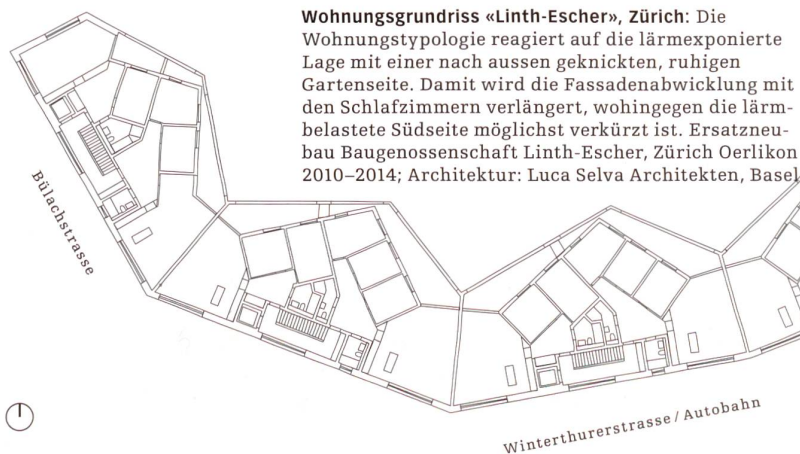 Wohnungsgrundriss «Linth-Escher», Zürich: Die
Wohnungstypologie reagiert auf die lärmexponierte
Lage mit einer nach aussen geknickten, ruhigen
Gartenseite. Damit wird die Fassadenabwicklung mit
den Schlafzimmern verlängert, wohingegen die lärm-
belastete Südseite möglichst verkürzt ist. Ersatzneu-
bau Baugenossenschaft Linth-Escher, Zürich Oerlikon
2010–2014; Architektur: Luca Selva Architekten, Basel
Bülachstrasse
Winterthurerstrasse / Autobahn